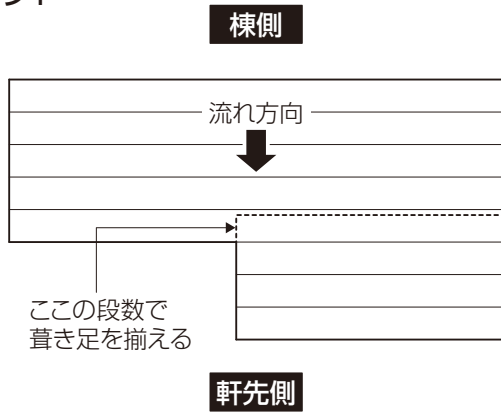 棟側
流れ方向
ここの段数で
葺き足を揃える
軒先側